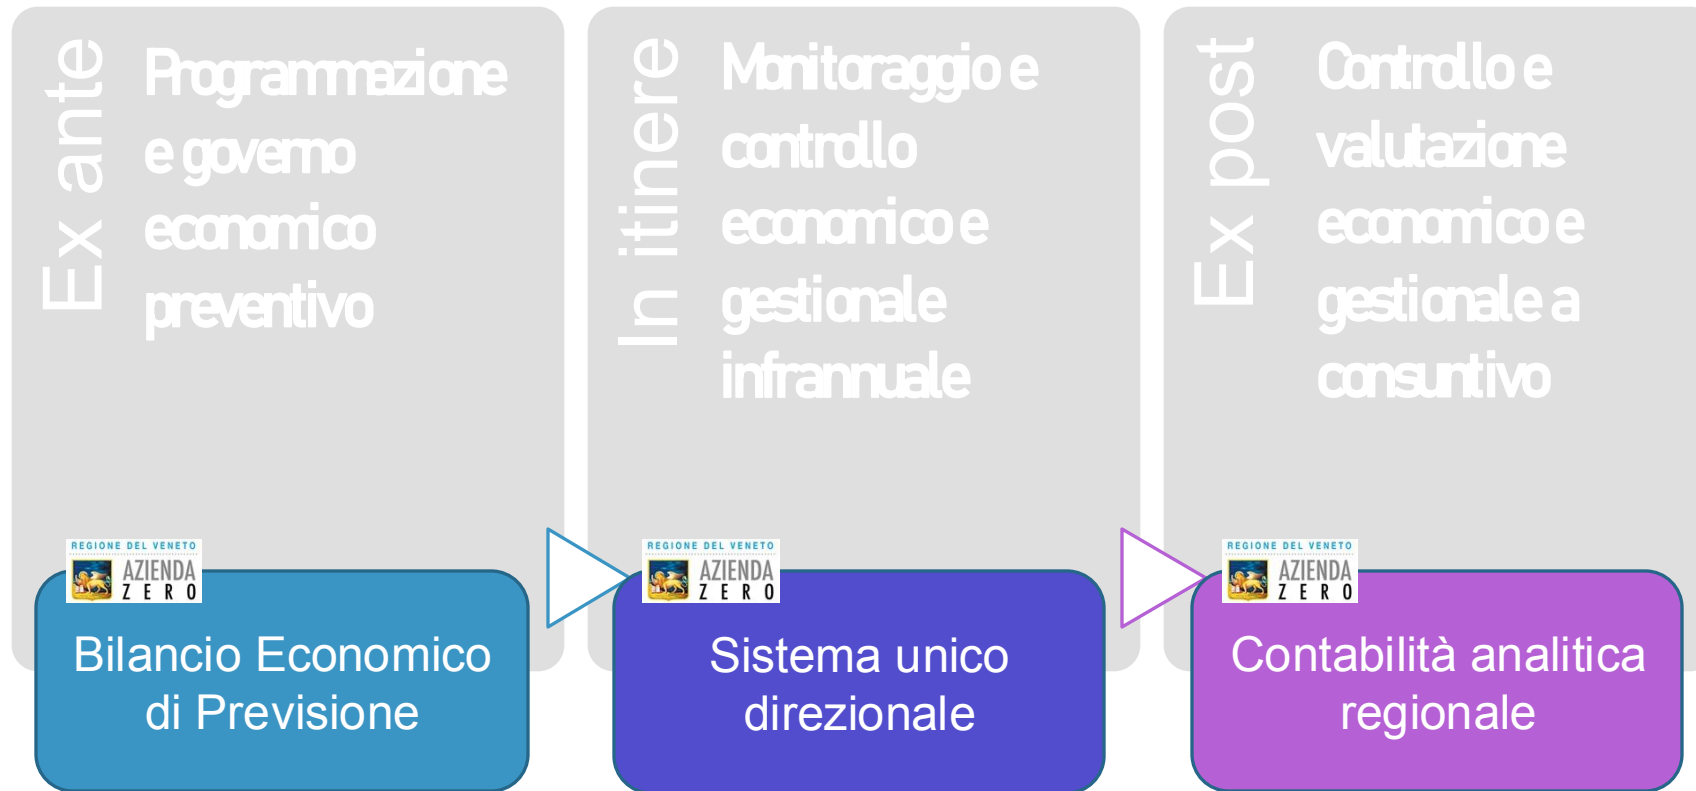 Ex ante
Programmazione
e governo
economico
preventivo
REGIONE DEL VENETO
AZIENDA
ZERO
Bilancio Economico
di Previsione
In itinere
Monitoraggio e
controllo
economico e
gestionale
infrannuale
REGIONE DEL VENETO
AZIENDA
ZERO
Sistema unico
direzionale
Ex post
Controllo e
valutazione
economico e
gestionale a
consuntivo
REGIONE DEL VENETO
AZIENDA
ZERO
Contabilità analitica
regionale